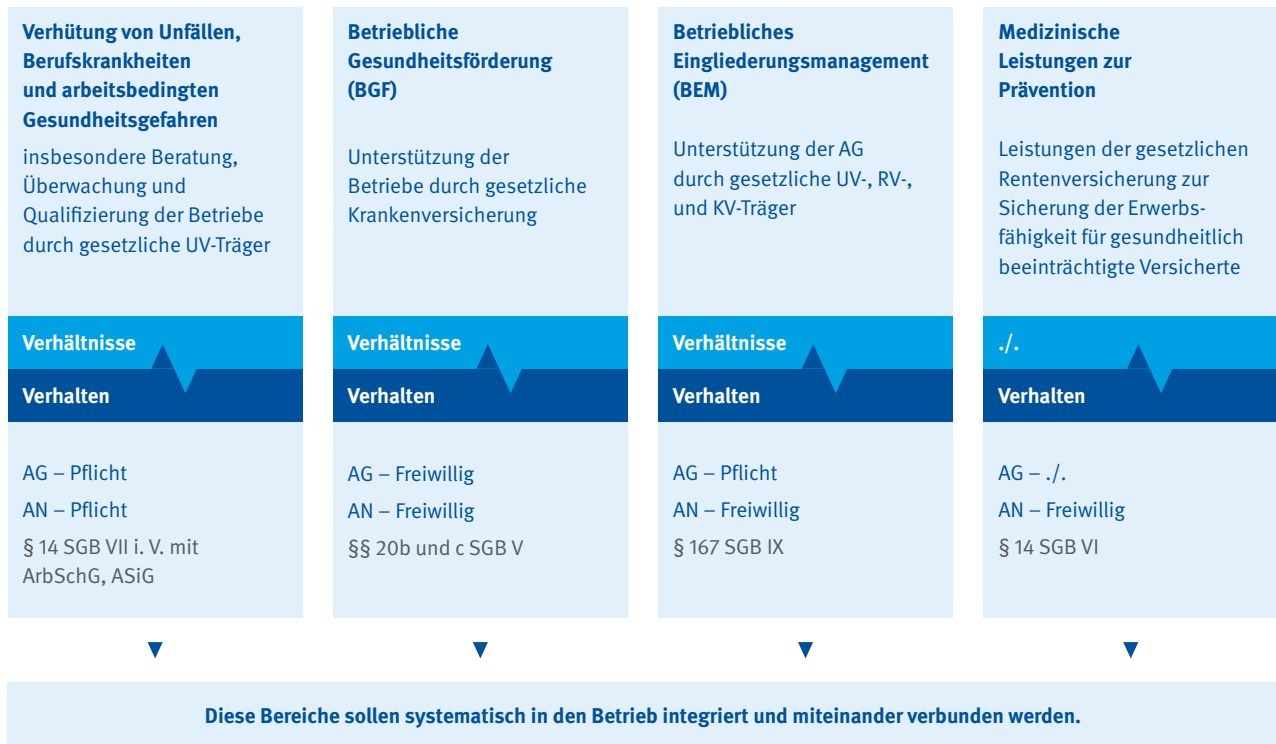 Verhütung von Unfällen,
Berufskrankheiten
und arbeitsbedingten
Gesundheitsgefahren
insbesondere Beratung,
Überwachung und
Qualifizierung der Betriebe
durch gesetzliche UV-Träger
Verhältnisse
Verhalten
AG – Pflicht
AN – Pflicht
§ 14 SGB VII i. V. mit
ArbSchG, ASiG
Betriebliche
Gesundheitsförderung
(BGF)
Unterstützung der
Betriebe durch gesetzliche
Krankenversicherung
Verhältnisse
Verhalten
AG – Freiwillig
AN – Freiwillig
§§ 20b und c SGB V
Betriebliches
Eingliederungsmanagement
(BEM)
Unterstützung der AG
durch gesetzliche UV-, RV-,
und KV-Träger
Verhältnisse
Verhalten
AG – Pflicht
AN – Freiwillig
§ 167 SGB IX
Medizinische
Leistungen zur
Prävention
Leistungen der gesetzlichen
Rentenversicherung zur
Sicherung der Erwerbs-
fähigkeit für gesundheitlich
beeinträchtigte Versicherte
./.
Verhalten
AG – ./.
AN – Freiwillig
§ 14 SGB VI
Diese Bereiche sollen systematisch in den Betrieb integriert und miteinander verbunden werden.